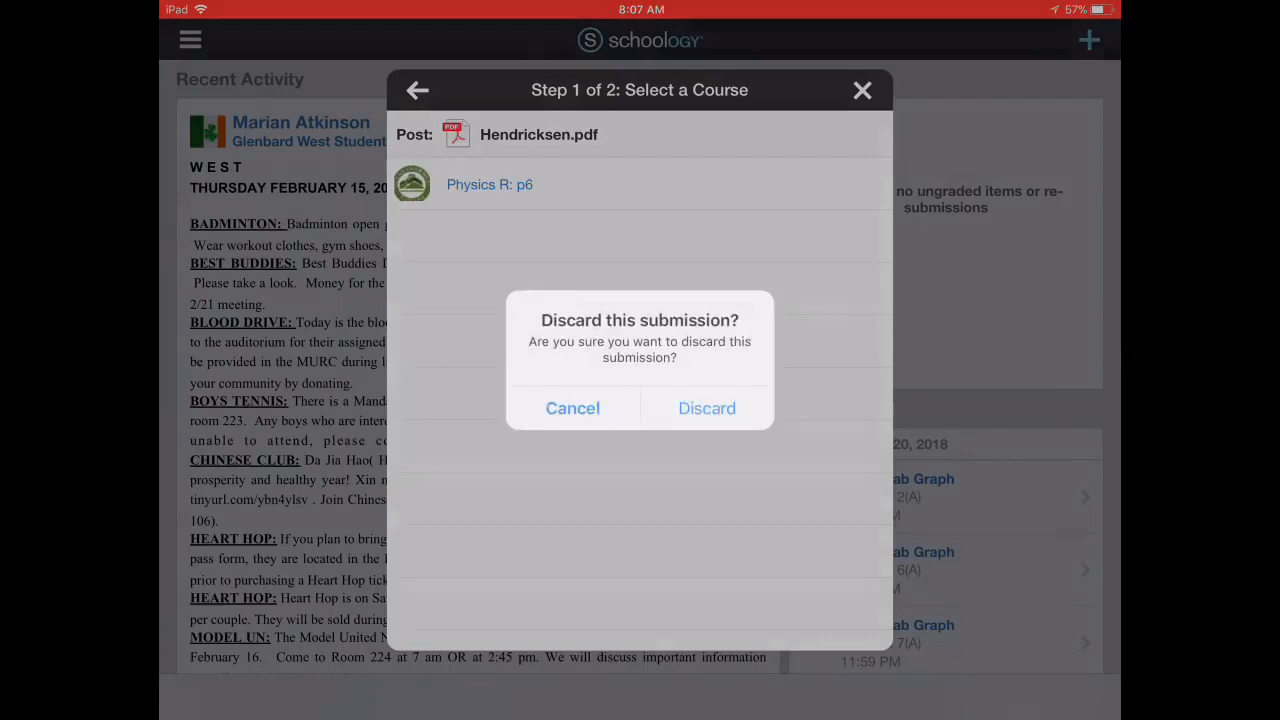 iPad 8:07 AM 57%
schoology
Recent Activity
Step 1 of 2: Select a Course
Marian Atkinson
Glenbard West Student
Post: PDF Hendricksen.pdf
WEST
THURSDAY FEBRUARY 15, 20
Physics R: p6
no ungraded items or re-
submissions
BADMINTON: Badminton open
Wear workout clothes, gym shoes,
BEST BUDDIES: Best Buddies
Please take a look. Money for the
2/21 meeting.
BLOOD DRIVE: Today is the
to the auditorium for their assigned
be provided in the MURC during
your community by donating.
BOYS TENNIS: There is a
room 223. Any boys who are
unable to attend, please
CHINESE CLUB: Da Jia Hao(
prosperity and healthy year! Xin
tinyurl.com/ybn4ylsv . Join
106).
HEART HOP: If you plan to bring
pass form, they are located in the
prior to purchasing a Heart Hop
HEART HOP: Heart Hop is on
per couple. They will be sold during
MODEL UN: The Model United
February 16. Come to Room 224 at 7 am OR at 2:45 pm. We will discuss important information
Discard this submission?
Are you sure you want to discard this
submission?
Cancel Discard
20, 2018
ab Graph
2(A)
M
ab Graph
6(A)
M
ab Graph
7(A)
11:59 PM